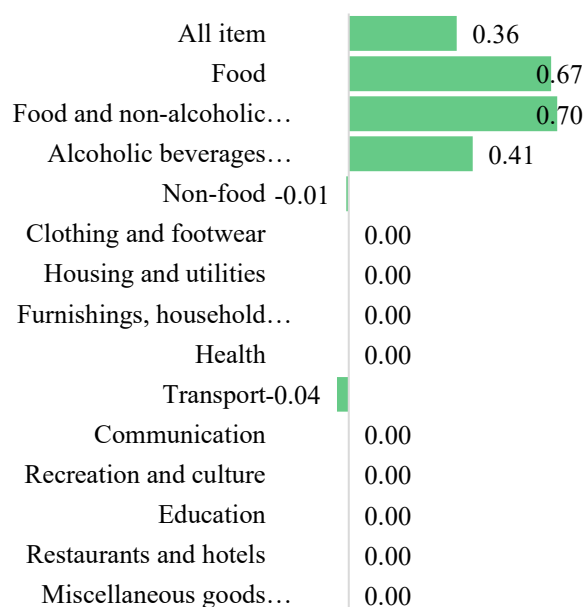 All item 0.36
Food 0.67
Food and non-alcoholic… 0.70
Alcoholic beverages… 0.41
Non-food -0.01
Clothing and footwear 0.00
Housing and utilities 0.00
Furnishings, household… 0.00
Health 0.00
Transport -0.04
Communication 0.00
Recreation and culture 0.00
Education 0.00
Restaurants and hotels 0.00
Miscellaneous goods… 0.00